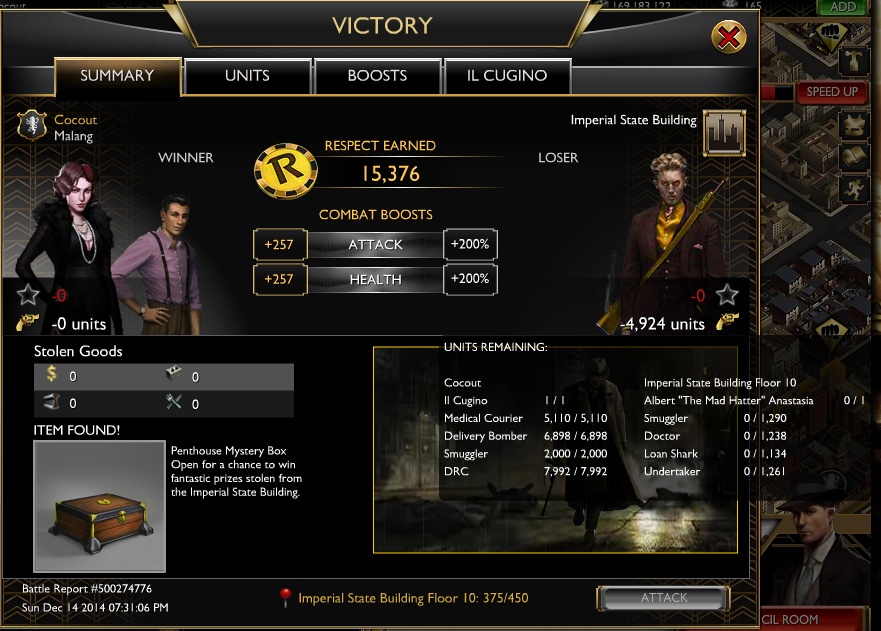 169,183,122
165
ADD
VICTORY
SUMMARY
UNITS
BOOSTS
IL CUGINO
SPEED UP
Cocout
Malang
WINNER
RESPECT EARNED
15,376
LOSER
Imperial State Building
COMBAT BOOSTS
+257 ATTACK +200%
+257 HEALTH +200%
-0
-0 units
-0
-4,924 units
Stolen Goods
$ 0 0
0 0
ITEM FOUND!
Penthouse Mystery Box
Open for a chance to win
fantastic prizes stolen from
the Imperial State Building.
UNITS REMAINING:
Cocout Imperial State Building Floor 10
Il Cugino 1 / 1 Albert "The Mad Hatter" Anastasia 0 / 1
Medical Courier 5,110 / 5,110 Smuggler 0 / 1,290
Delivery Bomber 6,898 / 6,898 Doctor 0 / 1,238
Smuggler 2,000 / 2,000 Loan Shark 0 / 1,134
DRC 7,992 / 7,992 Undertaker 0 / 1,261
Battle Report #500274776
Sun Dec 14 2014 07:31:06 PM
Imperial State Building Floor 10: 375/450
ATTACK
CIL ROOM